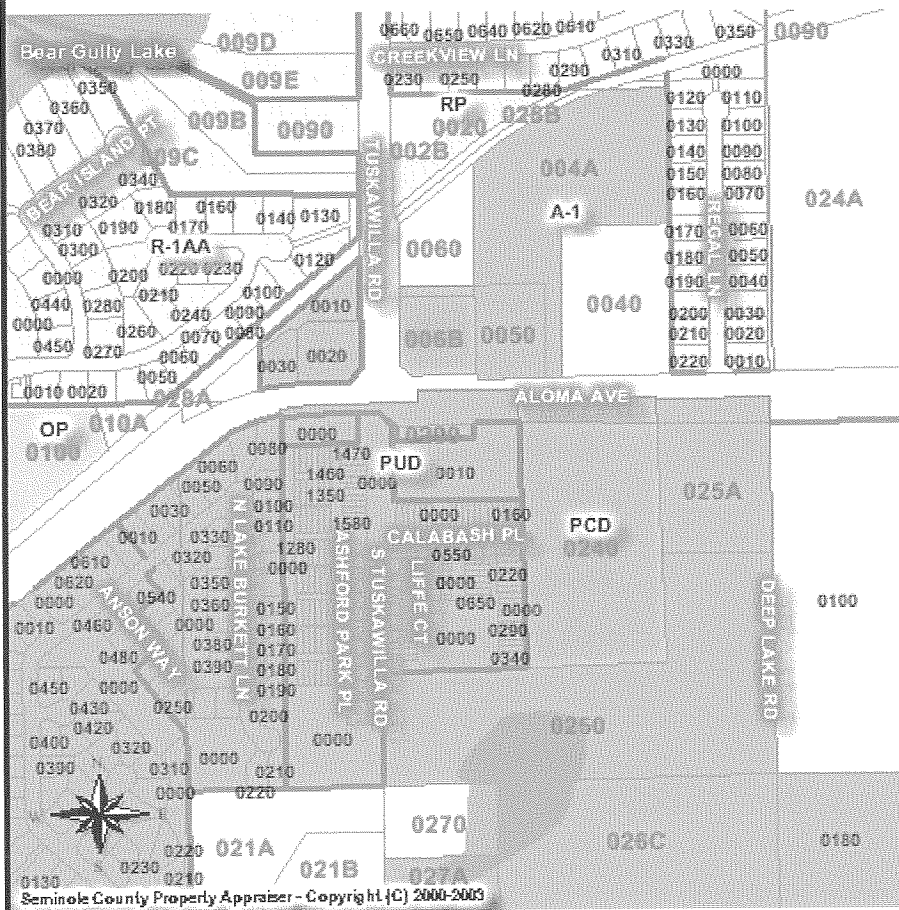 0660 0650 0640 0620 0610
0350 0090
Bear Gully Lake 009D CREEKVIEW LN 0310 0330
009E 0230 0250 0290 0000
0350 0280
0360 009B 0090 RP 0120 0110
0370 0020 025B 0130 0100
0380 BEAR ISLAND PT 009C TUSKAWILLA RD 002B 0140 0090
0340 004A 0150 0080
0320 0180 0160 0160 0070 024A
0310 0190 0170 0140 0130 A-1
0300 R-1AA 0060 0170 REGAL LN 0060
0000 0200 0220 0230 0120 0180 0050
0210 0100 0190 0040
0440 0280 0240 0090 0010 0040 0200 0030
0000 0260 0070 0080 006B 0050 0210 0020
0450 0270 0060 0030 0020 0220 0010
0010 0020 0050
028A ALOMA AVE
OP 010A 0000 0200
0100 0080 1470 PUD
0060 1460 0000 0010
0050 0090 1350 025A
0030 N LAKE BURKETT LN 0100 0000 0160
0010 0330 0110 1580 CALABASH PL PCD
0320 1280 ASHFORD PARK PL S TUSKAWILLA RD 0550 0240
0610 0000 LIFFE CT 0220
0620 0350 0000
0000 ANSON WAY 0540 0360 0150 0650 0000 DEEP LAKE RD 0100
0010 0460 0000 0160 0290
0480 0380 0170 0000 0340
0390 0180
0450 0000 0190
0430 0250 0200
0420 0260
0400 0320 0000
0390 N 0310 0000 0210
0000 0220
W E
S 0270
0220 021A 026C 0180
0230 0210 021B 027A
0130
Seminole County Property Appraiser - Copyright (C) 2000-2003